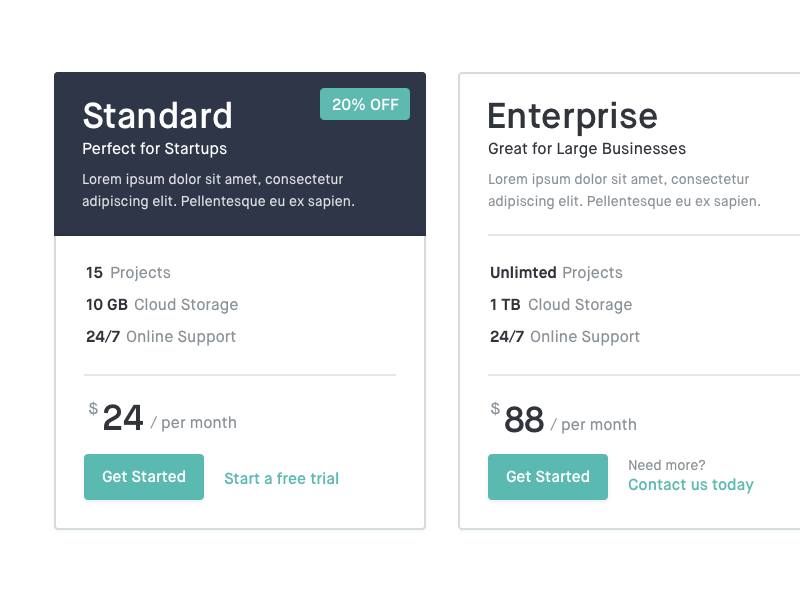 Standard
20% OFF
Perfect for Startups
Lorem ipsum dolor sit amet, consectetur
adipiscing elit. Pellentesque eu ex sapien.
15 Projects
10 GB Cloud Storage
24/7 Online Support
$ 24 / per month
Get Started
Start a free trial
Enterprise
Great for Large Businesses
Lorem ipsum dolor sit amet, consectetur
adipiscing elit. Pellentesque eu ex sapien.
Unlimted Projects
1 TB Cloud Storage
24/7 Online Support
$ 88 / per month
Get Started
Need more?
Contact us today